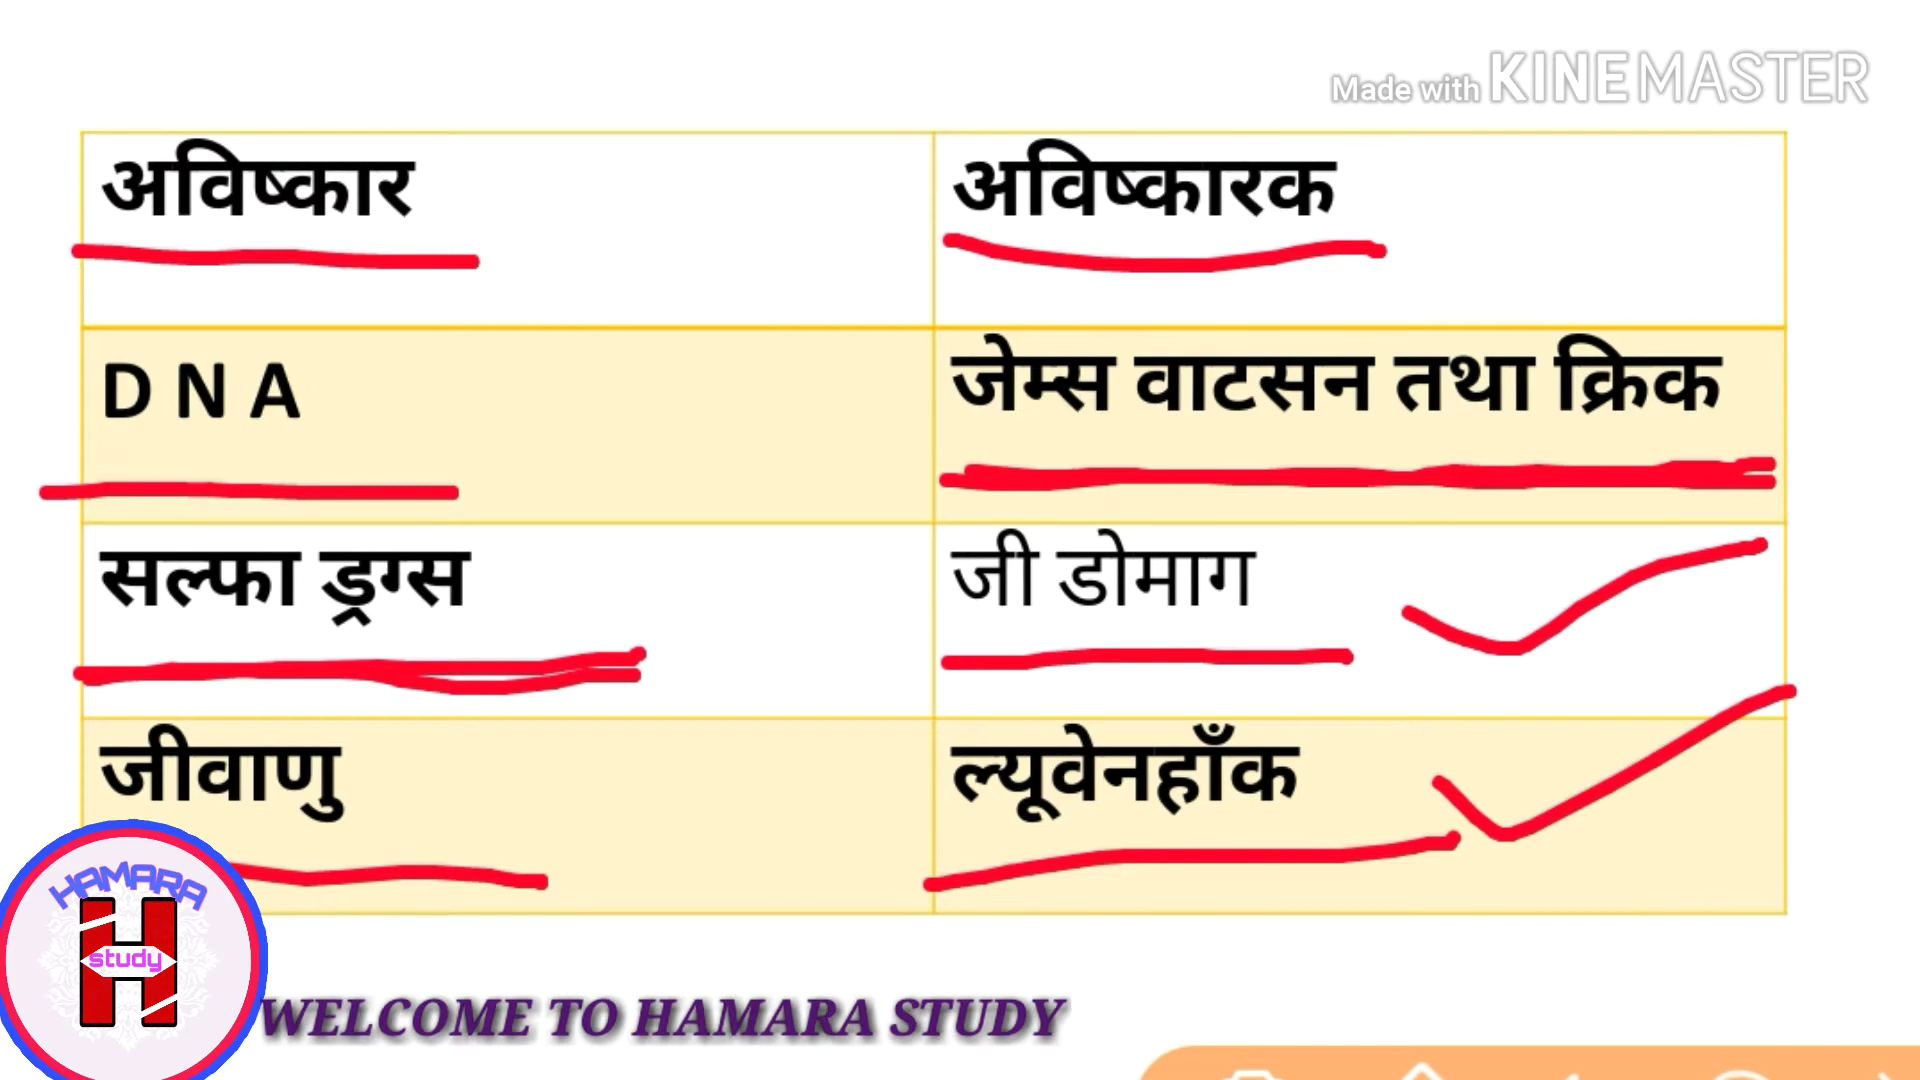 Made with KINEMASTER
अविष्कार अविष्कारक
D N A जेम्स वाटसन तथा क्रिक
सल्फा ड्रग्स जी डोमाग
जीवाणु ल्यूवेनहाँक
HAMARA
H
study
WELCOME TO HAMARA STUDY